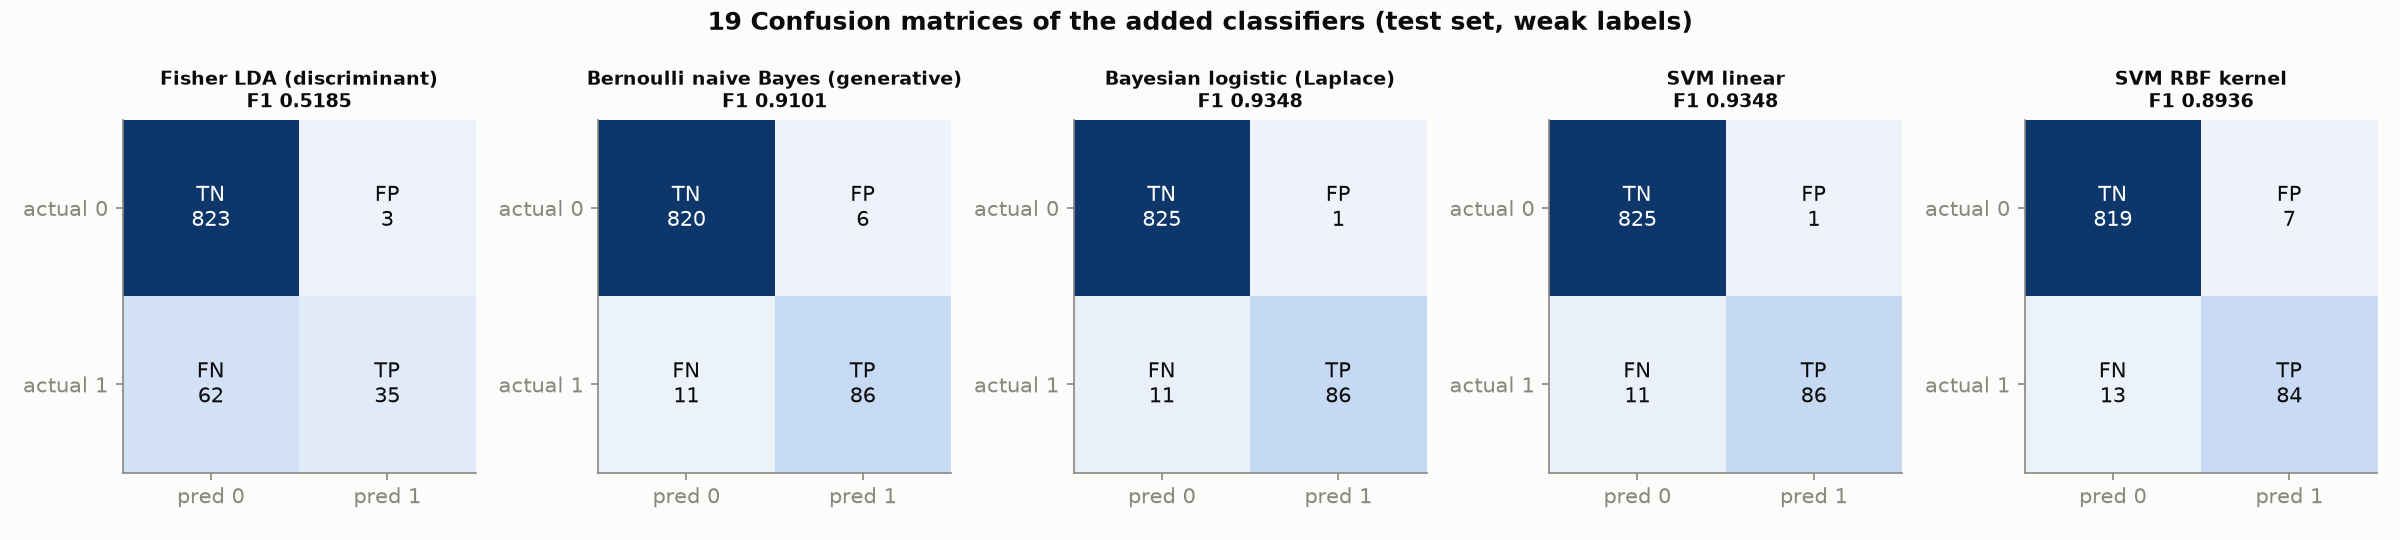 19 Confusion matrices of the added classifiers (test set, weak labels)
Fisher LDA (discriminant)
F1 0.5185
actual 0
TN
823
FP
3
actual 1
FN
62
TP
35
pred 0
pred 1
Bernoulli naive Bayes (generative)
F1 0.9101
actual 0
TN
820
FP
6
actual 1
FN
11
TP
86
pred 0
pred 1
Bayesian logistic (Laplace)
F1 0.9348
actual 0
TN
825
FP
1
actual 1
FN
11
TP
86
pred 0
pred 1
SVM linear
F1 0.9348
actual 0
TN
825
FP
1
actual 1
FN
11
TP
86
pred 0
pred 1
SVM RBF kernel
F1 0.8936
actual 0
TN
819
FP
7
actual 1
FN
13
TP
84
pred 0
pred 1